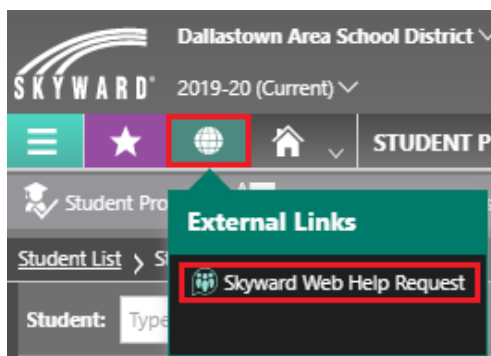 Dallastown Area School District
SKYWARD
2019-20 (Current)
STUDENT P
Student Pro
External Links
Student List > S
Skyward Web Help Request
Student: Type